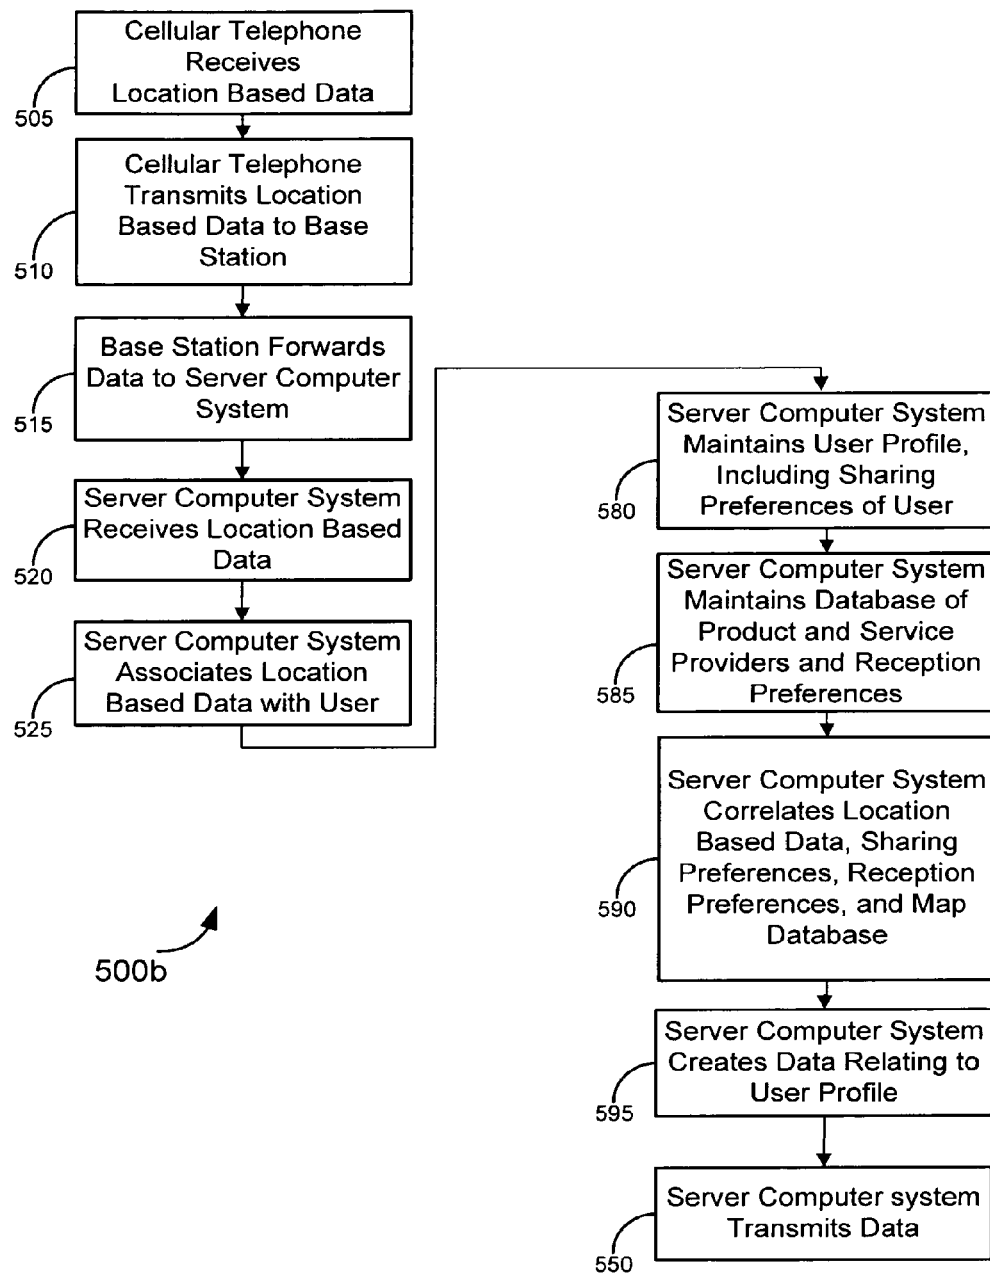 Cellular Telephone
Receives
Location Based Data
505
Cellular Telephone
Transmits Location
Based Data to Base
Station
510
Base Station Forwards
Data to Server Computer
System
515
Server Computer System
Receives Location Based
Data
520
Server Computer System
Associates Location
Based Data with User
525
Server Computer System
Maintains User Profile,
Including Sharing
Preferences of User
580
Server Computer System
Maintains Database of
Product and Service
Providers and Reception
Preferences
585
Server Computer System
Correlates Location
Based Data, Sharing
Preferences, Reception
Preferences, and Map
Database
590
Server Computer System
Creates Data Relating to
User Profile
595
Server Computer system
Transmits Data
550
500b